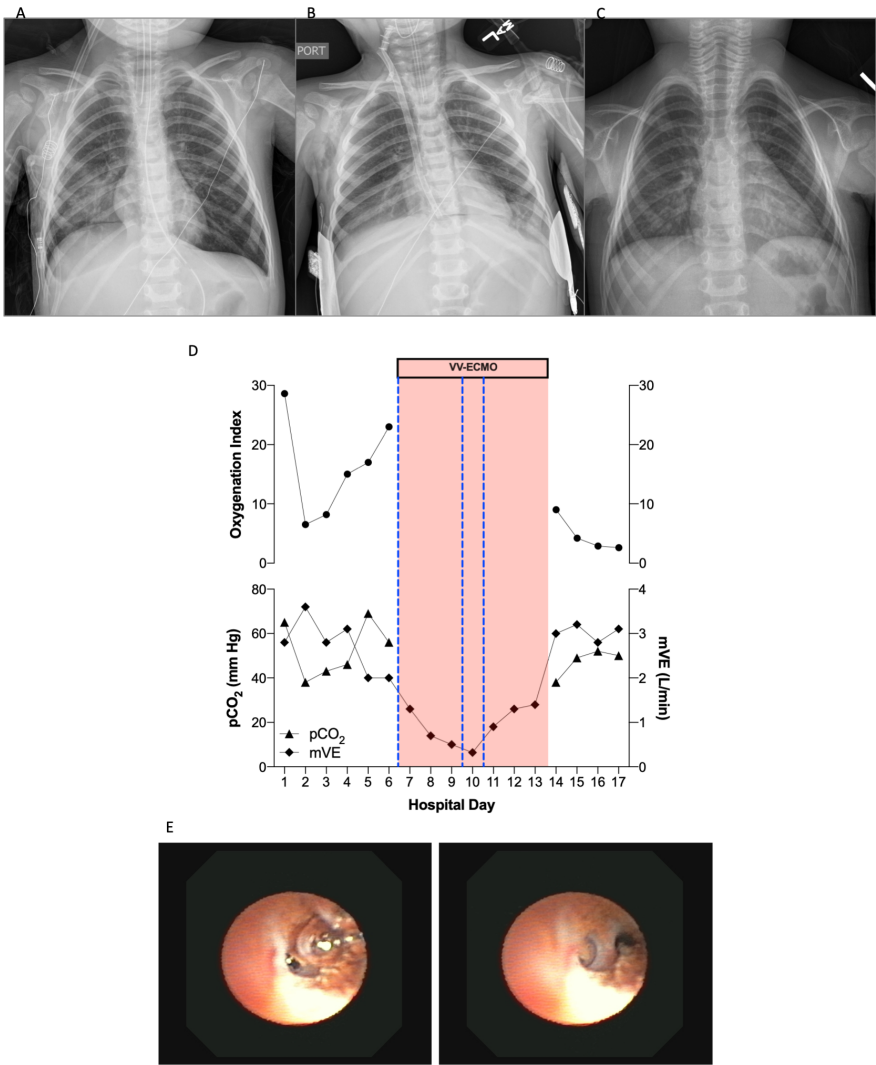 A
B
C
PORT
D
VV-ECMO
30
20
10
0
Oxygenation Index
30
20
10
0
80
60
40
20
0
pCO2 (mm Hg)
pCO2
mVE
4
3
2
1
0
mVE (L/min)
1 2 3 4 5 6 7 8 9 10 11 12 13 14 15 16 17
Hospital Day
E